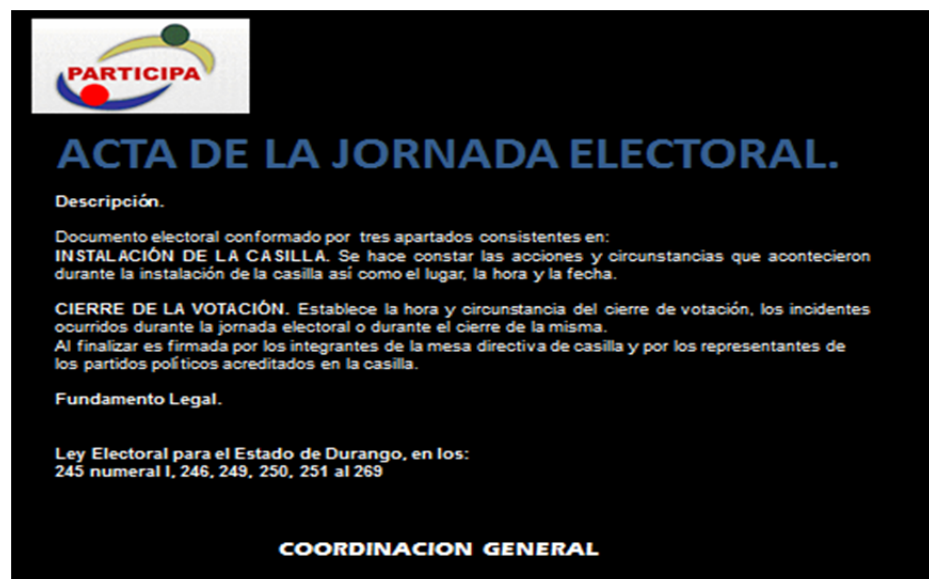 PARTICIPA
ACTA DE LA JORNADA ELECTORAL.
Descripción.
Documento electoral conformado por tres apartados consistentes en:
INSTALACIÓN DE LA CASILLA. Se hace constar las acciones y circunstancias que acontecieron
durante la instalación de la casilla así como el lugar, la hora y la fecha.
CIERRE DE LA VOTACIÓN. Establece la hora y circunstancia del cierre de votación, los incidentes
ocurridos durante la jornada electoral o durante el cierre de la misma.
Al finalizar es firmada por los integrantes de la mesa directiva de casilla y por los representantes de
los partidos políticos acreditados en la casilla.
Fundamento Legal.
Ley Electoral para el Estado de Durango, en los:
245 numeral I, 246, 249, 250, 251 al 269
COORDINACION GENERAL